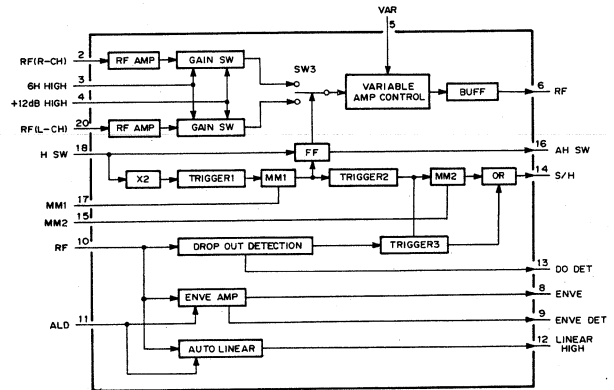 VAR
5
2
RF(R-CH)
RF AMP
GAIN SW
SW3
3
6H HIGH
4
+12dB HIGH
VARIABLE
AMP CONTROL
BUFF
6
RF
20
RF(L-CH)
RF AMP
GAIN SW
18
H SW
FF
16
AH SW
X2
TRIGGER1
MM1
TRIGGER2
MM2
OR
14
S/H
17
MM1
15
MM2
10
RF
DROP OUT DETECTION
TRIGGER3
13
DO DET
ENVE AMP
8
ENVE
11
ALD
9
ENVE DET
AUTO LINEAR
12
LINEAR
HIGH